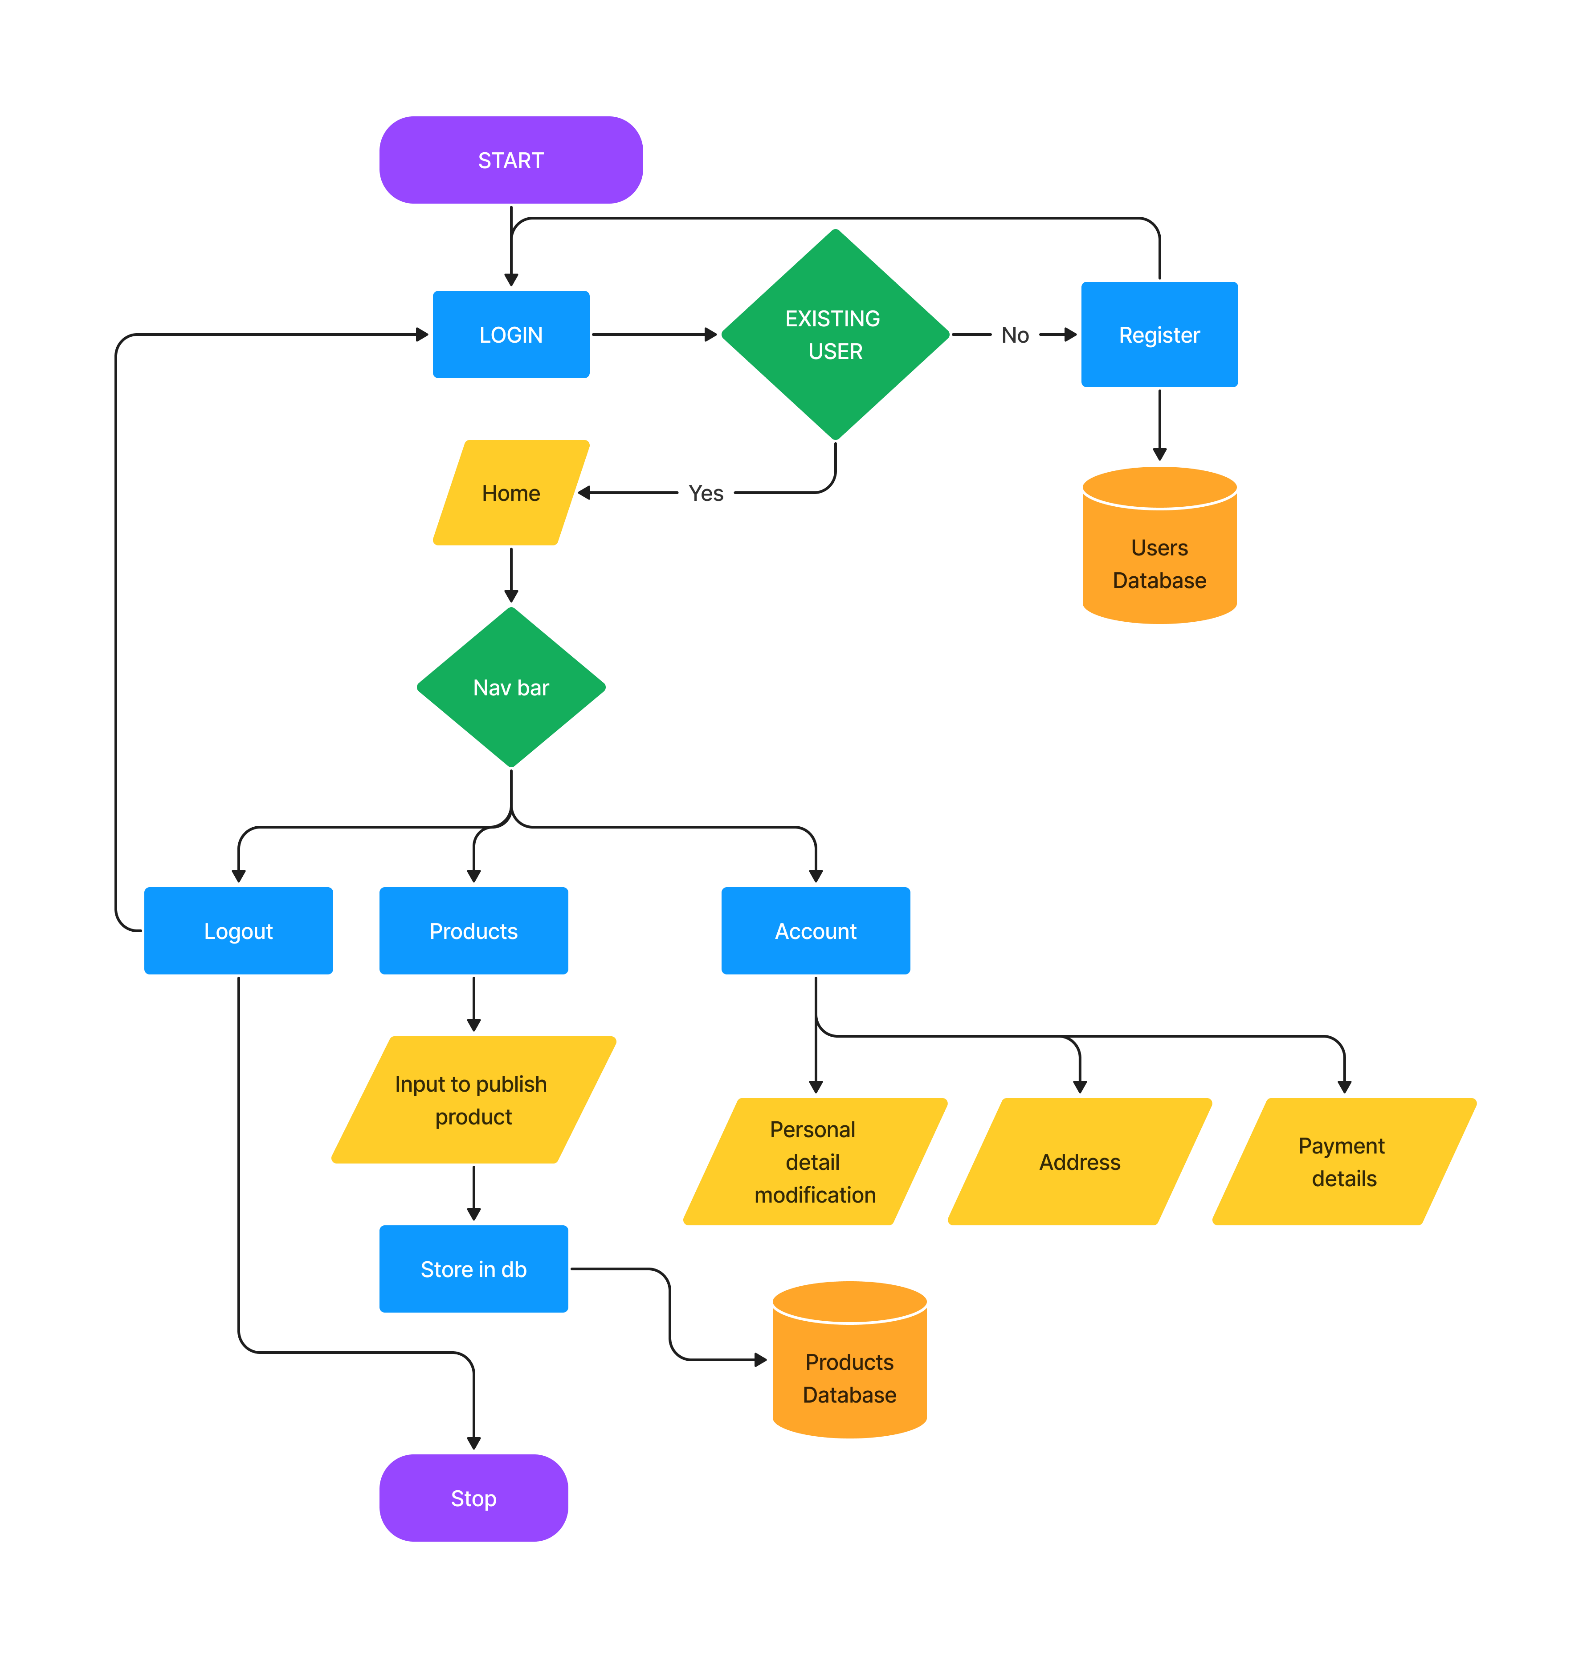 START
LOGIN
EXISTING
USER
No
Register
Home
Yes
Users
Database
Nav bar
Logout
Products
Account
Input to publish
product
Personal
detail
modification
Address
Payment
details
Store in db
Products
Database
Stop